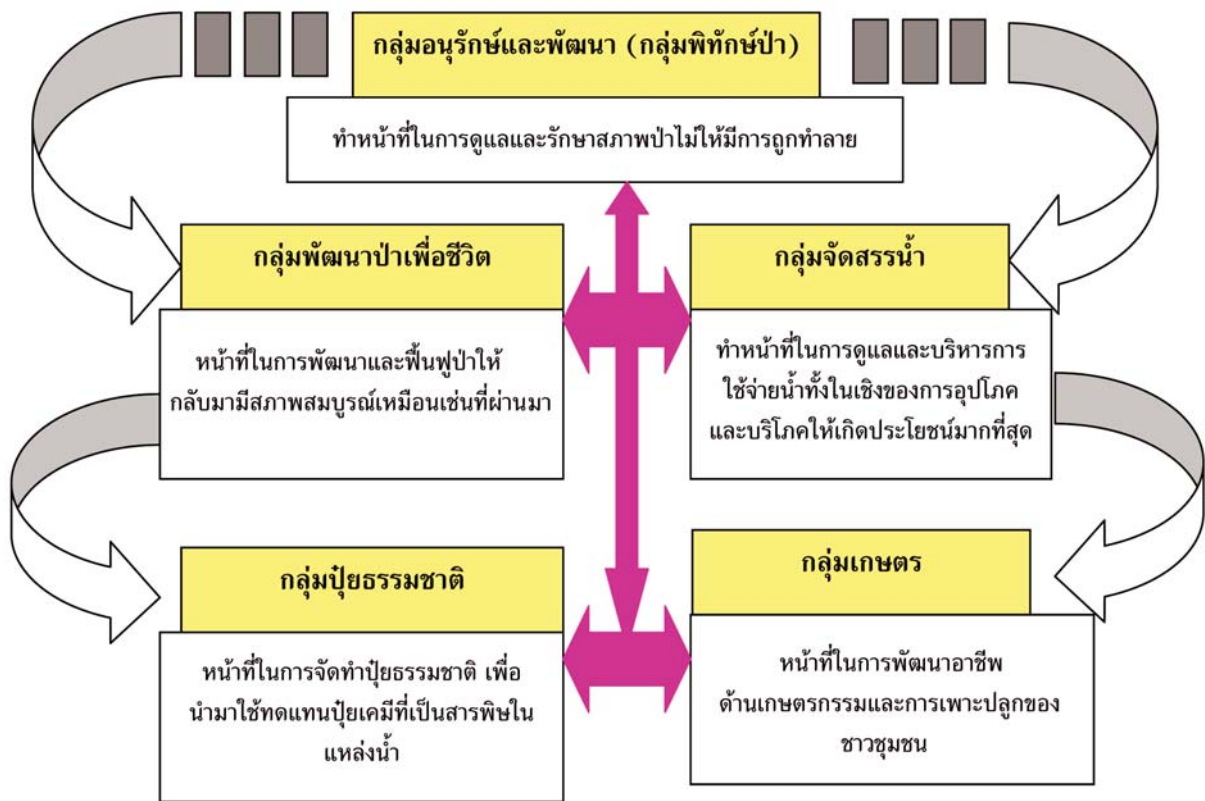 กลุ่มอนุรักษ์และพัฒนา (กลุ่มพิทักษ์ป่า)
ทำหน้าที่ในการดูแลและรักษาสภาพป่าไม่ให้มีการถูกทำลาย
กลุ่มพัฒนาป่าเพื่อชีวิต
หน้าที่ในการพัฒนาและฟื้นฟูป่าให้
กลับมามีสภาพสมบูรณ์เหมือนเช่นที่ผ่านมา
กลุ่มจัดสรรน้ำ
ทำหน้าที่ในการดูแลและบริหารการ
ใช้จ่ายน้ำทั้งในเชิงของการอุปโภค
และบริโภคให้เกิดประโยชน์มากที่สุด
กลุ่มปุ๋ยธรรมชาติ
หน้าที่ในการจัดทำปุ๋ยธรรมชาติ เพื่อ
นำมาใช้ทดแทนปุ๋ยเคมีที่เป็นสารพิษใน
แหล่งน้ำ
กลุ่มเกษตร
หน้าที่ในการพัฒนาอาชีพ
ด้านเกษตรกรรมและการเพาะปลูกของ
ชาวชุมชน